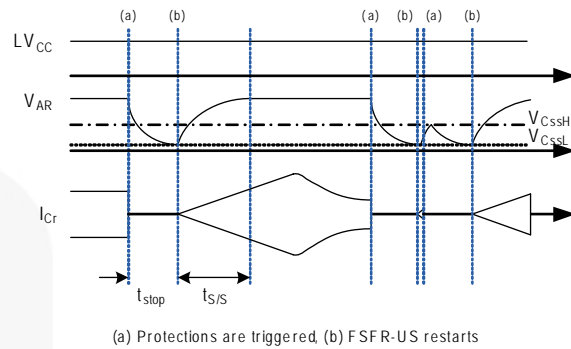 (a) (b) (a) (b) (a) (b)
LVCC
VAR
VCssH
VCssL
ICr
tstop tS/S
(a) Protections are triggered, (b) FSFR-US restarts